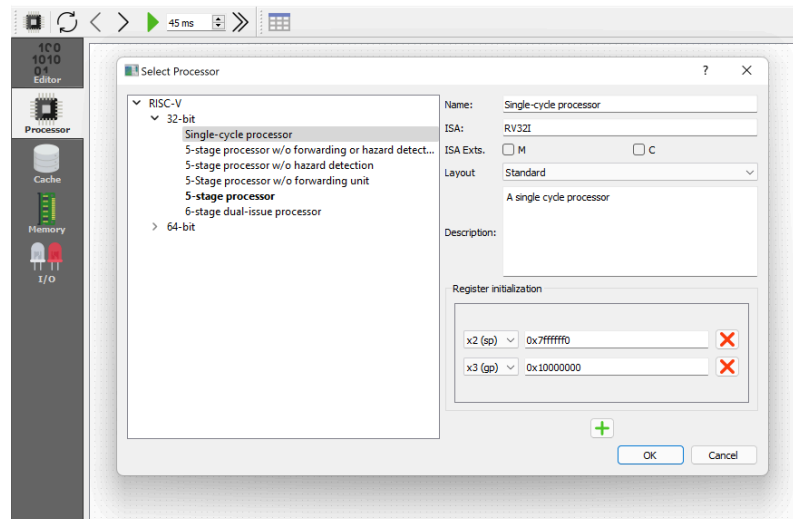 45 ms
100
1010
01
Editor
Processor
Cache
Memory
I/O
Select Processor
?
RISC-V
32-bit
Single-cycle processor
5-stage processor w/o forwarding or hazard detect...
5-stage processor w/o hazard detection
5-Stage processor w/o forwarding unit
5-stage processor
6-stage dual-issue processor
64-bit
Name: Single-cycle processor
ISA: RV32I
ISA Exts. M C
Layout Standard
Description: A single cycle processor
Register initialization
x2 (sp) 0x7ffffff0
x3 (gp) 0x10000000
OK Cancel